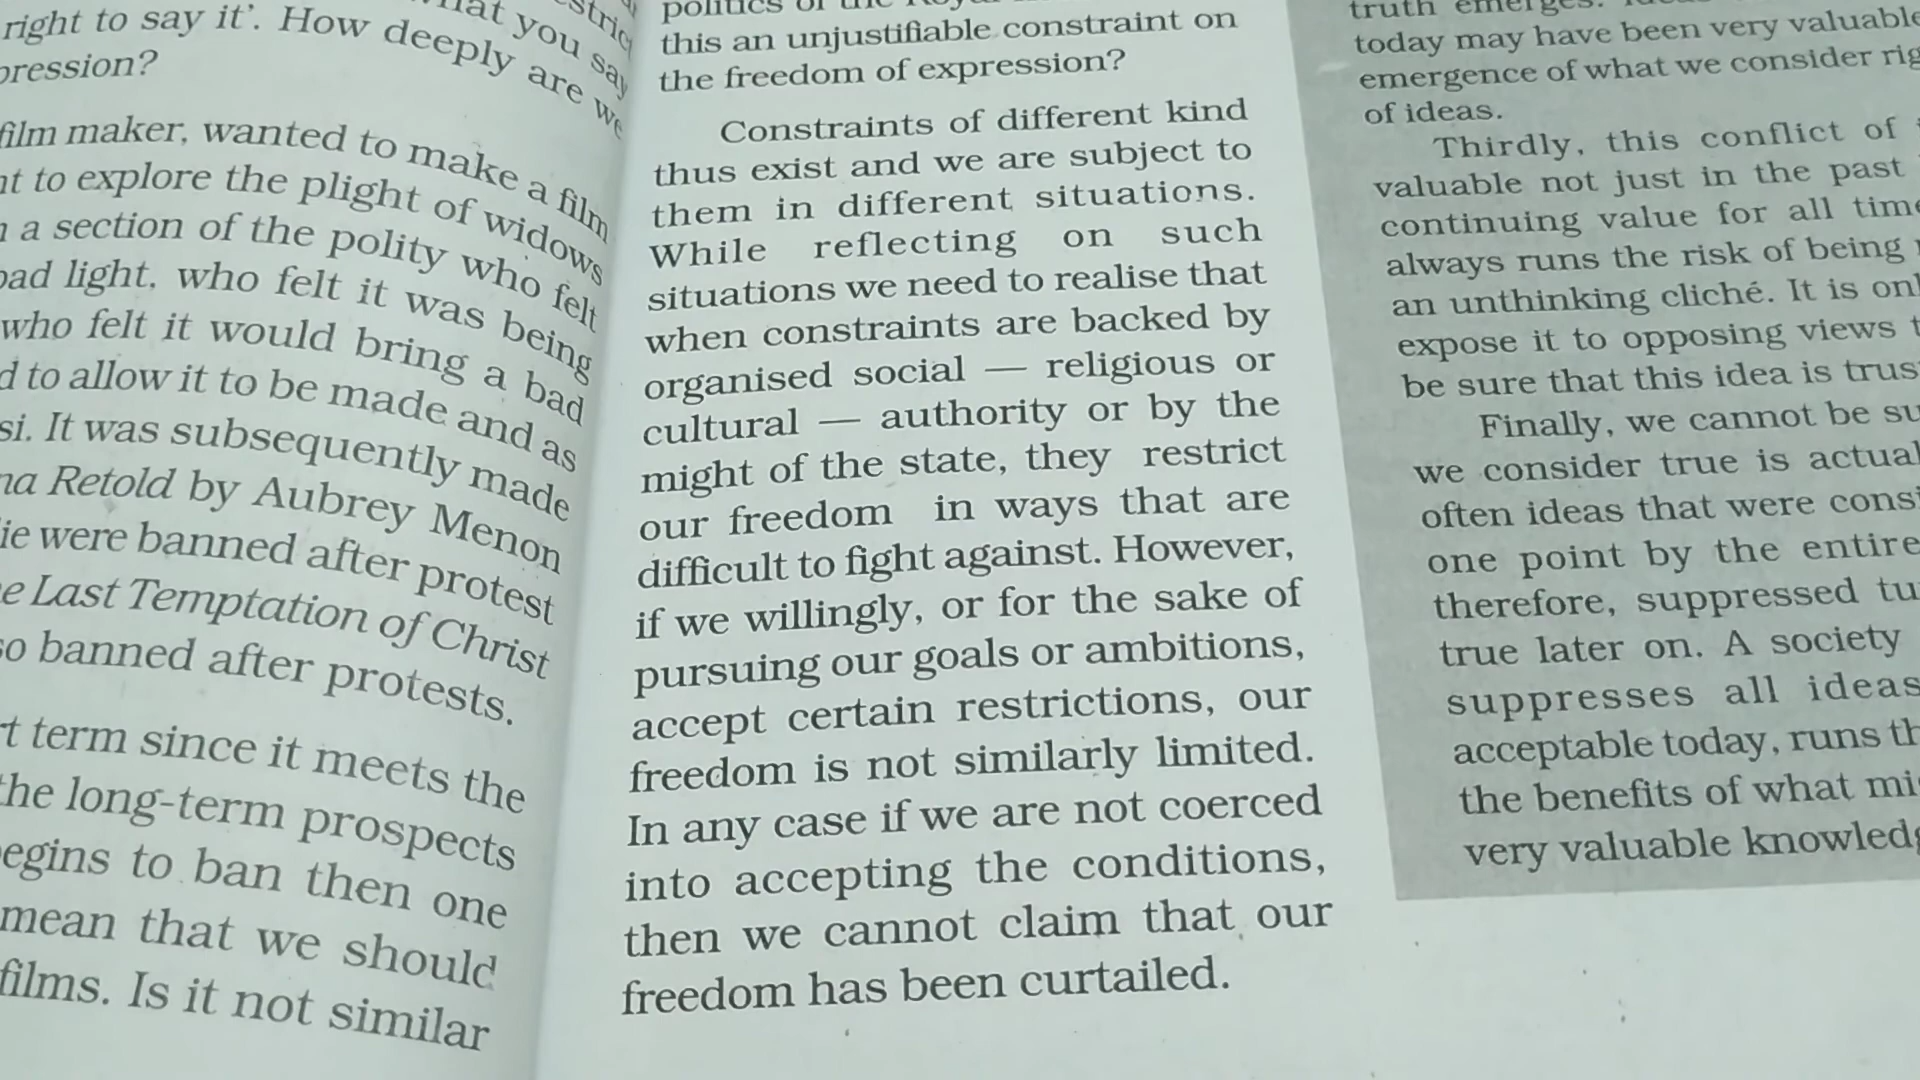 right to say it'. How deeply are we
pression?
film maker, wanted to make a film
nt to explore the plight of widows
a section of the polity who felt
bad light, who felt it was being
who felt it would bring a bad
d to allow it to be made and as
si. It was subsequently made
na Retold by Aubrey Menon
ie were banned after protest
e Last Temptation of Christ
so banned after protests.
rt term since it meets the
the long-term prospects
egins to ban then one
mean that we should
films. Is it not similar
this an unjustifiable constraint on
the freedom of expression?
Constraints of different kind
thus exist and we are subject to
them in different situations.
While reflecting on such
situations we need to realise that
when constraints are backed by
organised social — religious or
cultural — authority or by the
might of the state, they restrict
our freedom in ways that are
difficult to fight against. However,
if we willingly, or for the sake of
pursuing our goals or ambitions,
accept certain restrictions, our
freedom is not similarly limited.
In any case if we are not coerced
into accepting the conditions,
then we cannot claim that our
freedom has been curtailed.
truth emerges.
today may have been very valuable
emergence of what we consider rig
of ideas.
Thirdly, this conflict of
valuable not just in the past
continuing value for all time
always runs the risk of being
an unthinking cliché. It is onl
expose it to opposing views t
be sure that this idea is trus
Finally, we cannot be su
we consider true is actual
often ideas that were consi
one point by the entire
therefore, suppressed tu
true later on. A society
suppresses all ideas
acceptable today, runs th
the benefits of what mi
very valuable knowledg